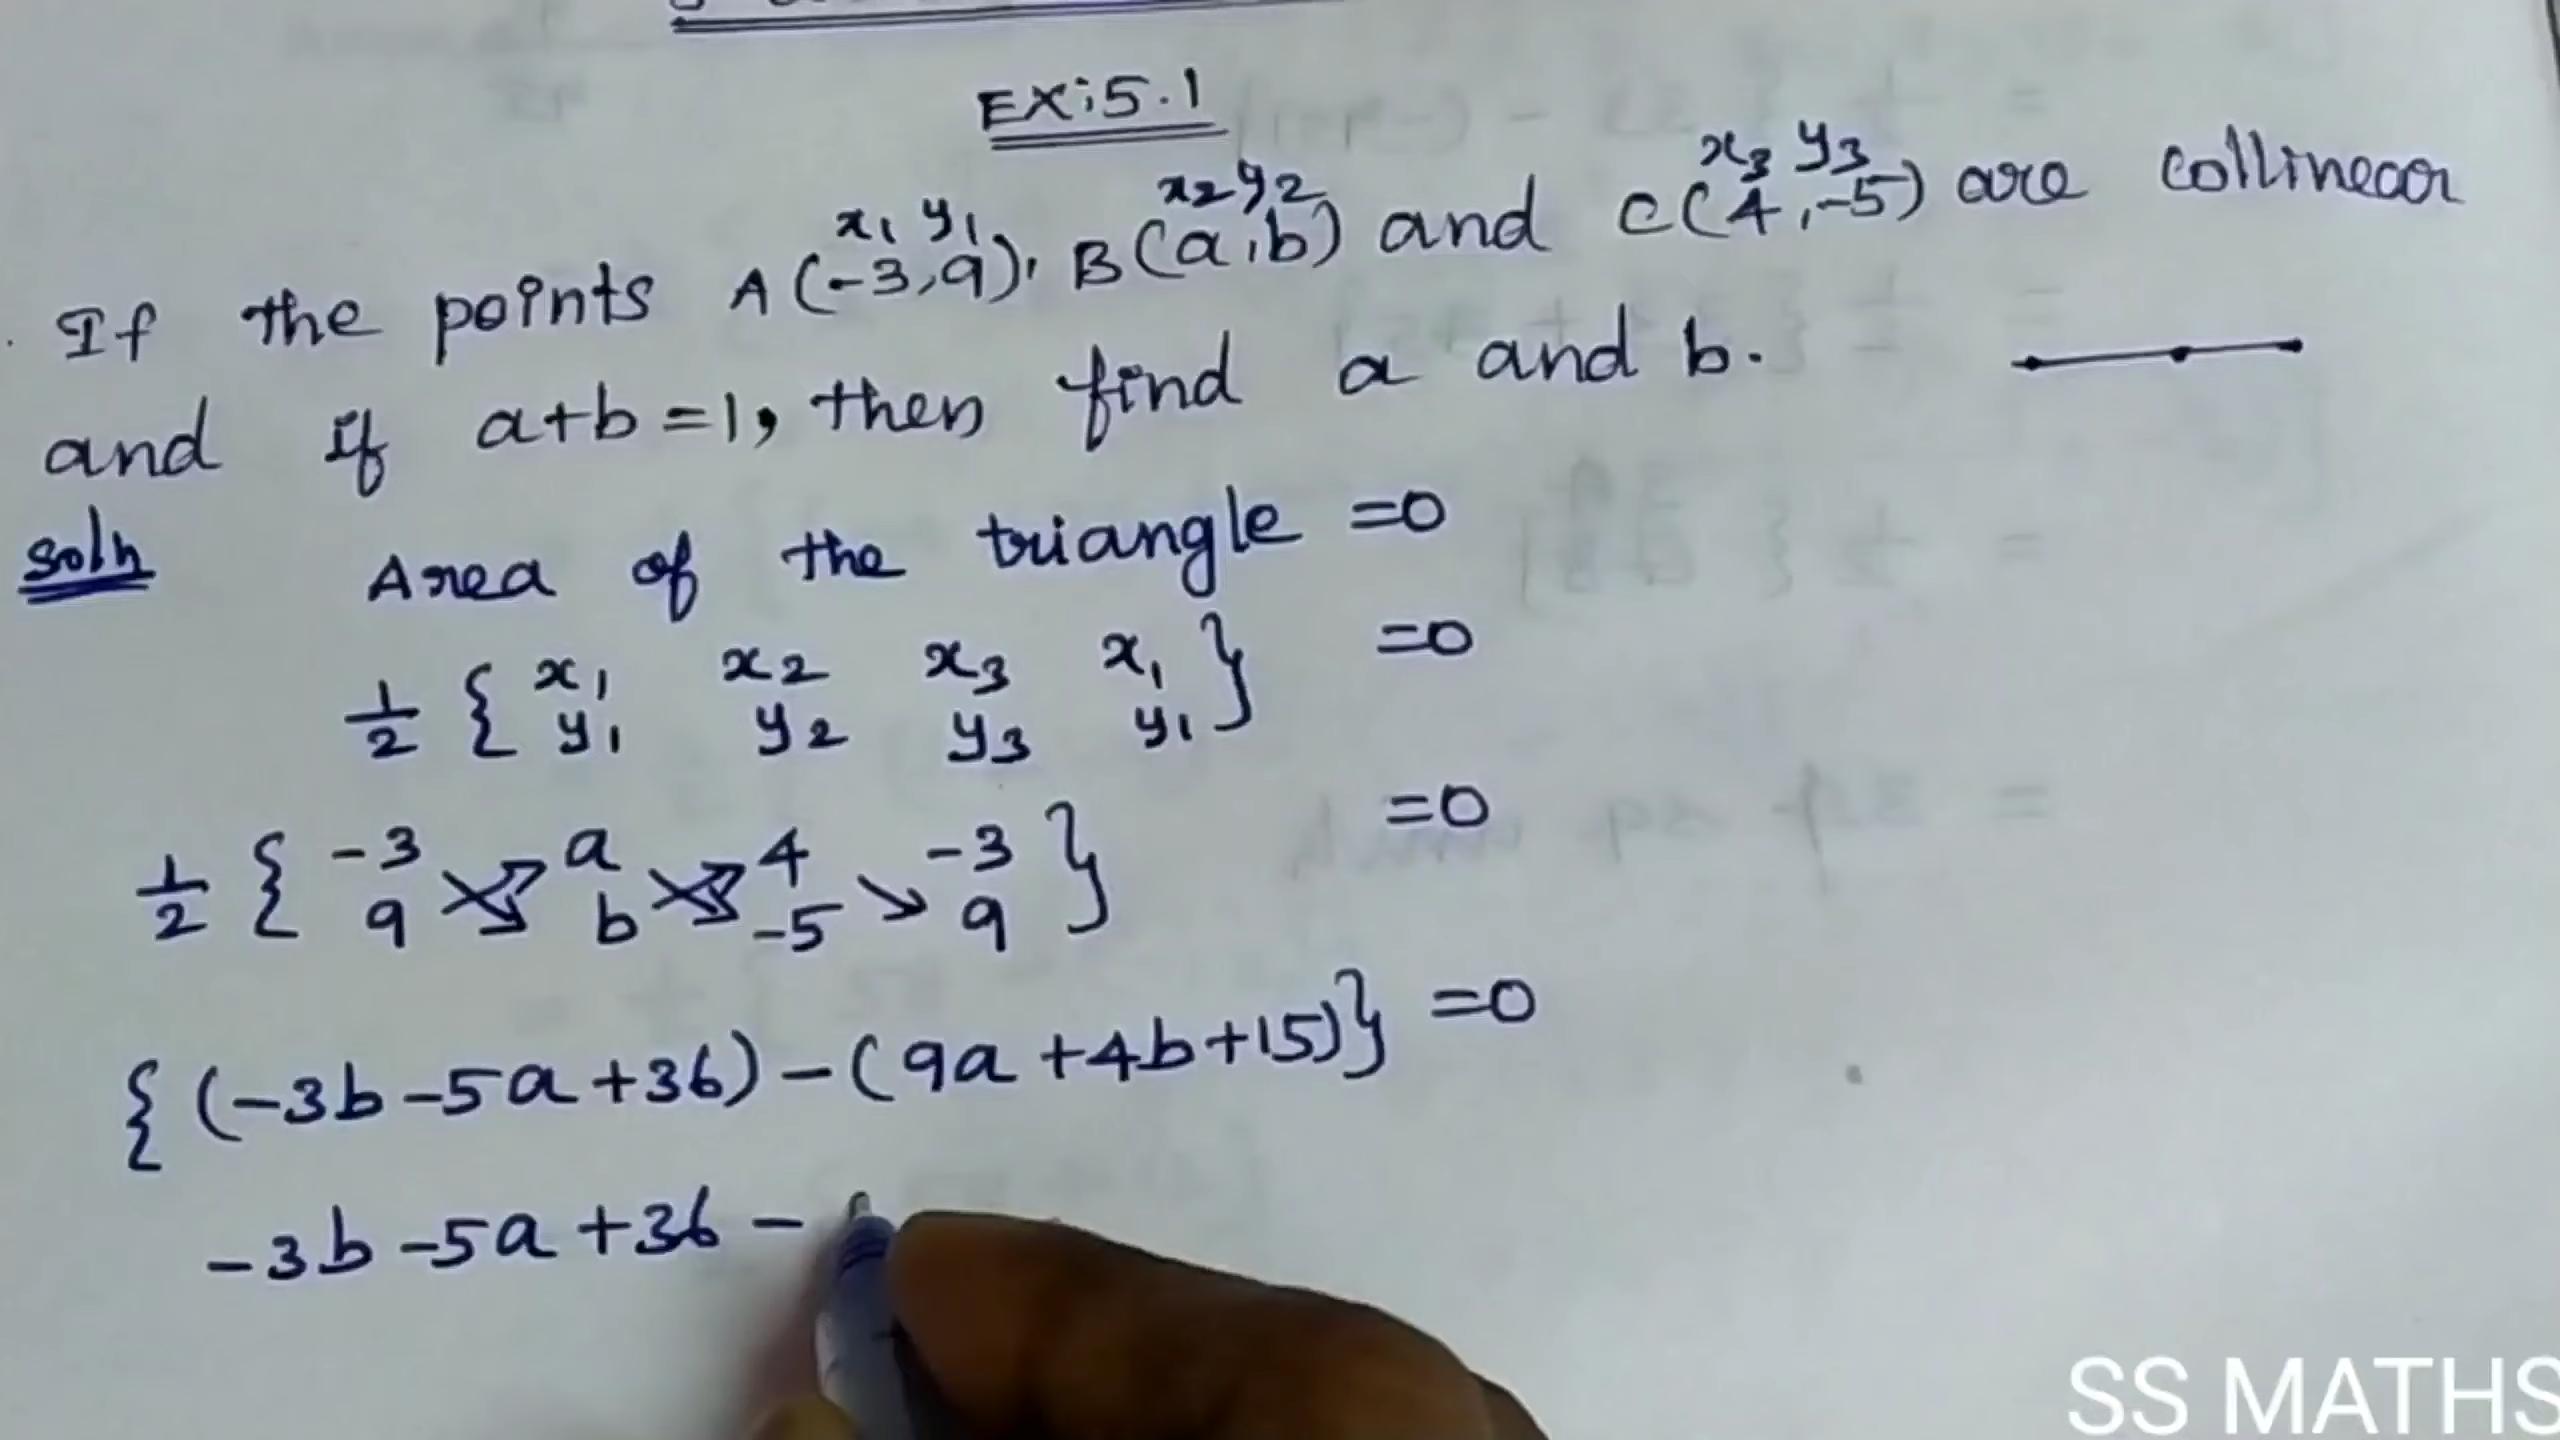 EX:5.1
x₁ y₁ x₂ y₂ x₃ y₃
If the points A(-3,9), B(a,b) and C(4,-5) are collinear
and if a+b=1, then find a and b.
Soln Area of the triangle =0
1/2 { x₁ x₂ x₃ x₁ } =0
y₁ y₂ y₃ y₁
1/2 { -3 a 4 -3 } =0
9 b -5 9
{(-3b-5a+36)-(9a+4b+15)} =0
-3b-5a+36-
SS MATHS